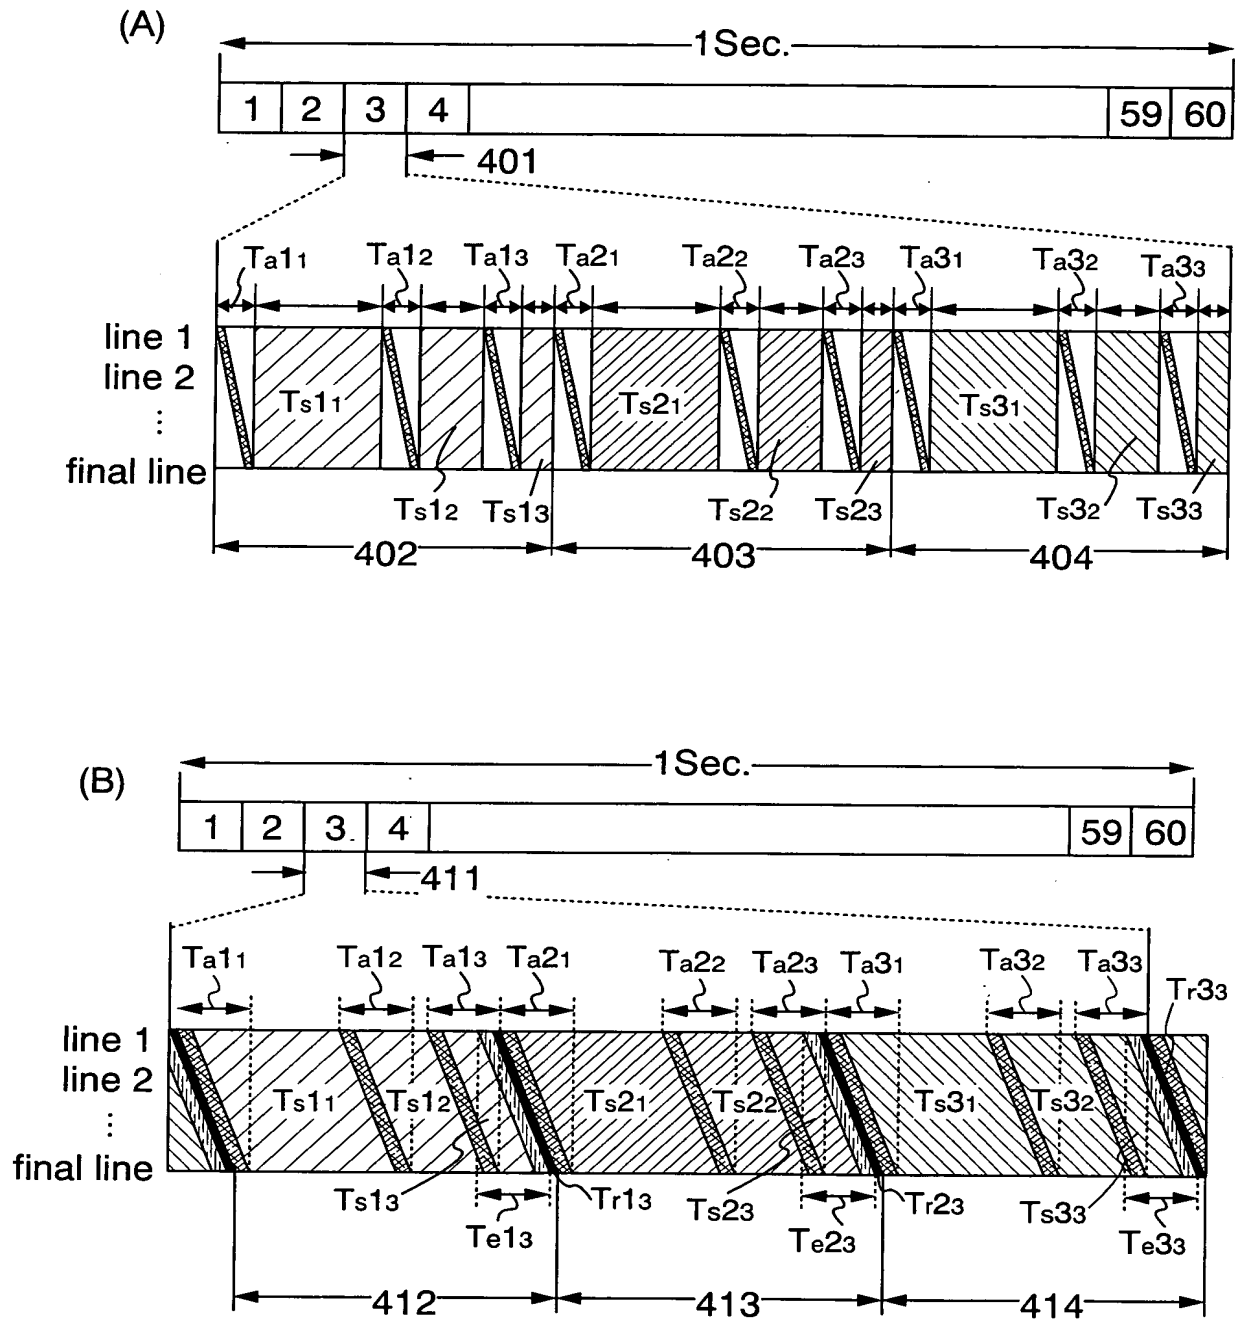 (A)
1Sec.
1 2 3 4 59 60
401
Ta11 Ta12 Ta13 Ta21 Ta22 Ta23 Ta31 Ta32 Ta33
line 1
line 2
Ts11 Ts21 Ts31
⋮
final line
Ts12 Ts13 Ts22 Ts23 Ts32 Ts33
402 403 404
(B)
1Sec.
1 2 3 4 59 60
411
Ta11 Ta12 Ta13 Ta21 Ta22 Ta23 Ta31 Ta32 Ta33
Tr33
line 1
line 2
Ts11 Ts12 Ts21 Ts22 Ts31 Ts32
⋮
final line
Ts13 Tr13 Ts23 Tr23 Ts33
Te13 Te23 Te33
412 413 414